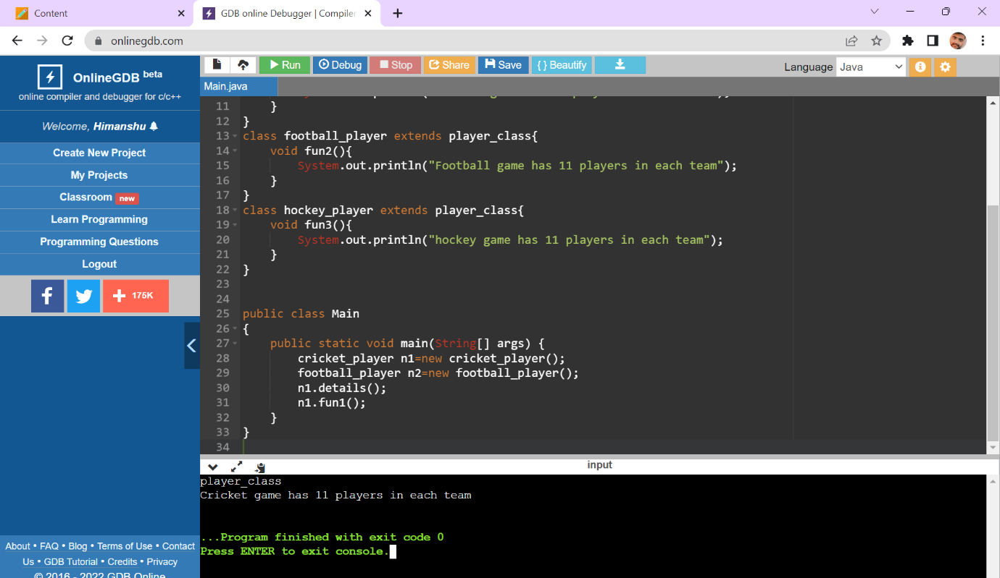 Content
GDB online Debugger | Compiler
onlinegdb.com
OnlineGDB beta
online compiler and debugger for c/c++
Welcome, Himanshu
Create New Project
My Projects
Classroom new
Learn Programming
Programming Questions
Logout
175K
About • FAQ • Blog • Terms of Use • Contact
Us • GDB Tutorial • Credits • Privacy
© 2016 - 2022 GDB Online
Run Debug Stop Share Save { } Beautify
Language Java
Main.java
11 }
12 }
13 class football_player extends player_class{
14 void fun2(){
15 System.out.println("Football game has 11 players in each team");
16 }
17 }
18 class hockey_player extends player_class{
19 void fun3(){
20 System.out.println("hockey game has 11 players in each team");
21 }
22 }
23
24
25 public class Main
26 {
27 public static void main(String[] args) {
28 cricket_player n1=new cricket_player();
29 football_player n2=new football_player();
30 n1.details();
31 n1.fun1();
32 }
33 }
34
input
player_class
Cricket game has 11 players in each team
...Program finished with exit code 0
Press ENTER to exit console.